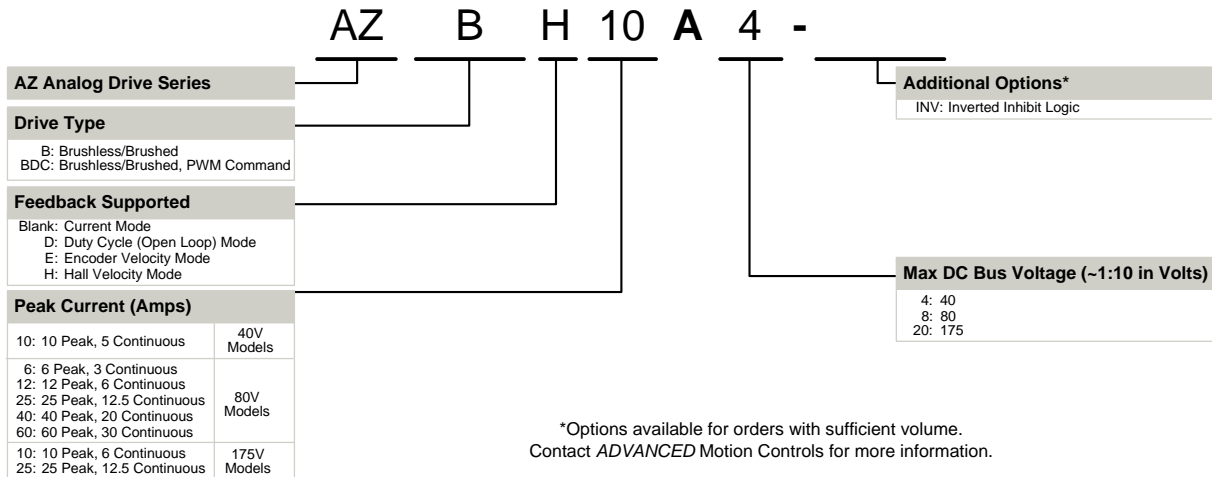 AZ B H 10 A 4 -
AZ Analog Drive Series
Drive Type
B: Brushless/Brushed
BDC: Brushless/Brushed, PWM Command
Feedback Supported
Blank: Current Mode
D: Duty Cycle (Open Loop) Mode
E: Encoder Velocity Mode
H: Hall Velocity Mode
Peak Current (Amps)
10: 10 Peak, 5 Continuous
40V
Models
6: 6 Peak, 3 Continuous
12: 12 Peak, 6 Continuous
25: 25 Peak, 12.5 Continuous
40: 40 Peak, 20 Continuous
60: 60 Peak, 30 Continuous
80V
Models
10: 10 Peak, 6 Continuous
25: 25 Peak, 12.5 Continuous
175V
Models
Additional Options*
INV: Inverted Inhibit Logic
Max DC Bus Voltage (~1:10 in Volts)
4: 40
8: 80
20: 175
*Options available for orders with sufficient volume.
Contact ADVANCED Motion Controls for more information.